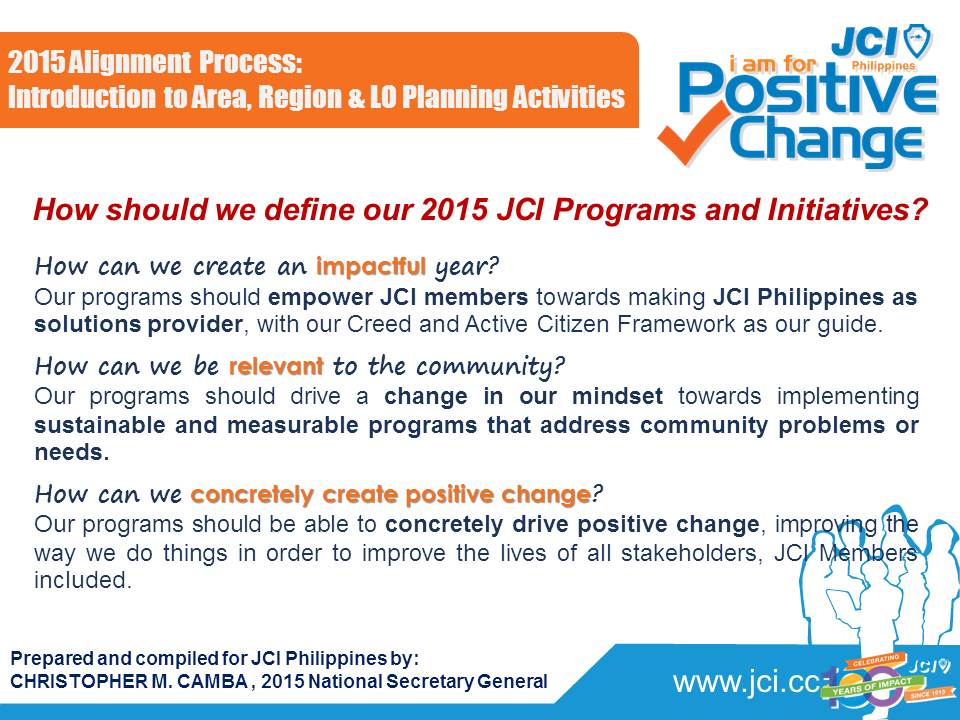 2015 Alignment Process:
Introduction to Area, Region & LO Planning Activities
JCI
Philippines
i am for
Positive
Change
How should we define our 2015 JCI Programs and Initiatives?
How can we create an impactful year?
Our programs should empower JCI members towards making JCI Philippines as
solutions provider, with our Creed and Active Citizen Framework as our guide.
How can we be relevant to the community?
Our programs should drive a change in our mindset towards implementing
sustainable and measurable programs that address community problems or
needs.
How can we concretely create positive change?
Our programs should be able to concretely drive positive change, improving the
way we do things in order to improve the lives of all stakeholders, JCI Members
included.
Prepared and compiled for JCI Philippines by:
CHRISTOPHER M. CAMBA , 2015 National Secretary General
www.jci.cc
CELEBRATING
100
YEARS OF IMPACT
JCI
SINCE 1915